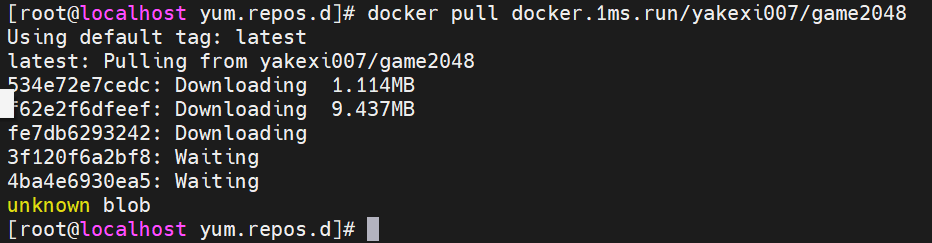 [root@localhost yum.repos.d]# docker pull docker.1ms.run/yakexi007/game2048
Using default tag: latest
latest: Pulling from yakexi007/game2048
534e72e7cedc: Downloading  1.114MB
f62e2f6dfeef: Downloading  9.437MB
fe7db6293242: Downloading
3f120f6a2bf8: Waiting
4ba4e6930ea5: Waiting
unknown blob
[root@localhost yum.repos.d]#